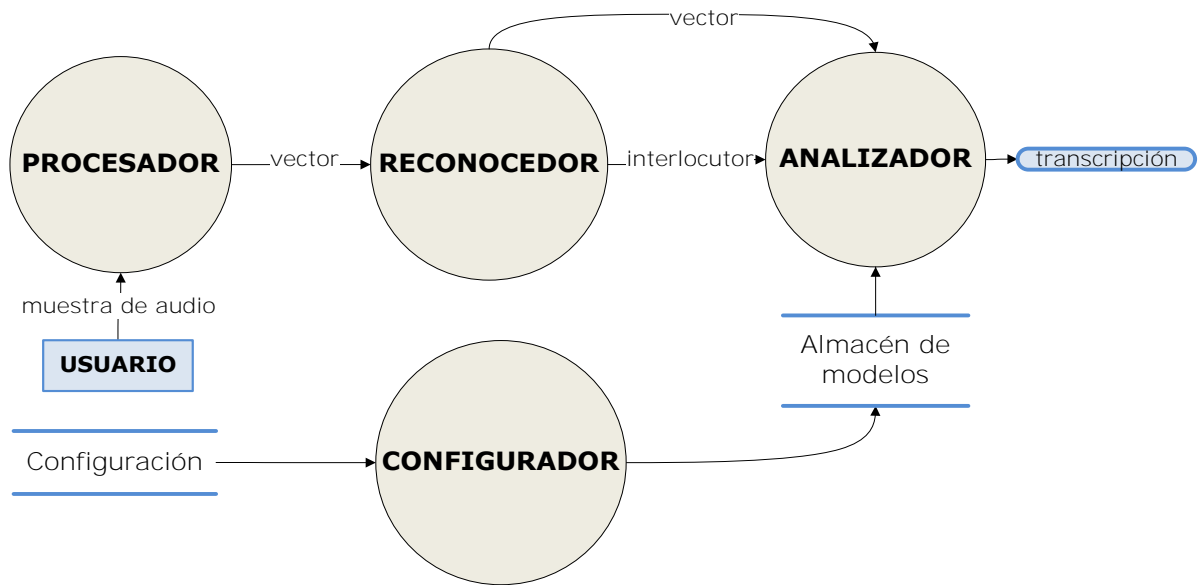 vector
PROCESADOR
vector
RECONOCEDOR
interlocutor
ANALIZADOR
transcripción
muestra de audio
USUARIO
Almacén de
modelos
Configuración
CONFIGURADOR